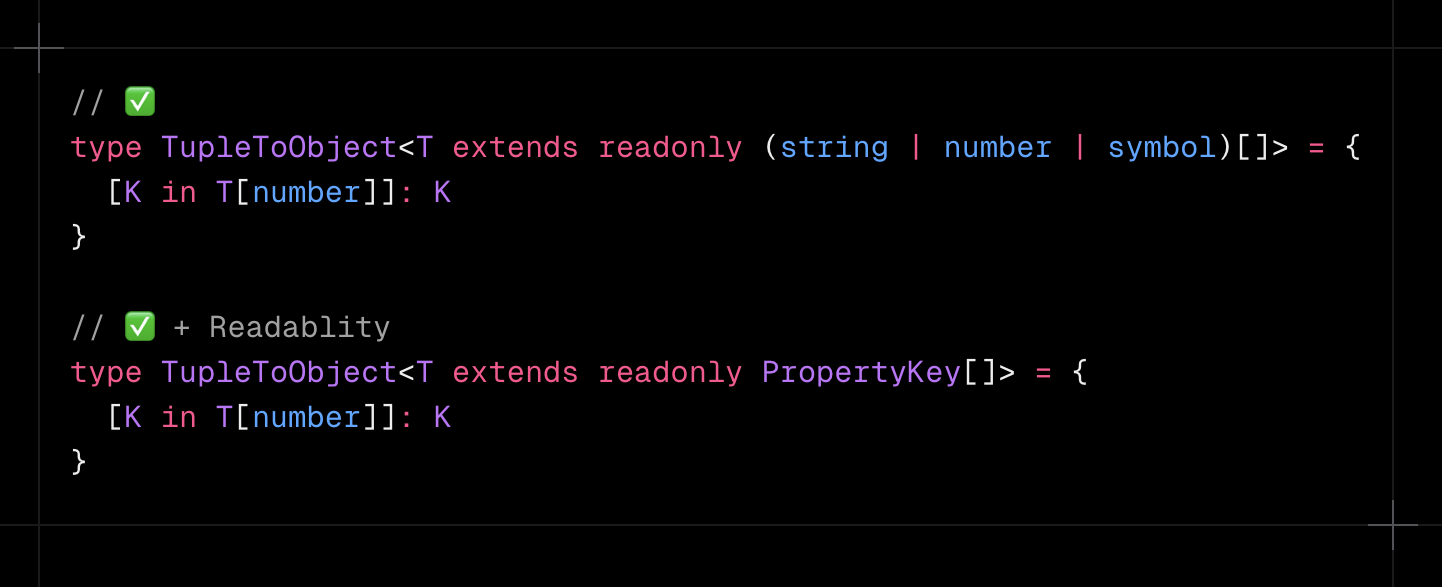 // ✅
type TupleToObject<T extends readonly (string | number | symbol)[]> = {
  [K in T[number]]: K
}

// ✅ + Readablity
type TupleToObject<T extends readonly PropertyKey[]> = {
  [K in T[number]]: K
}